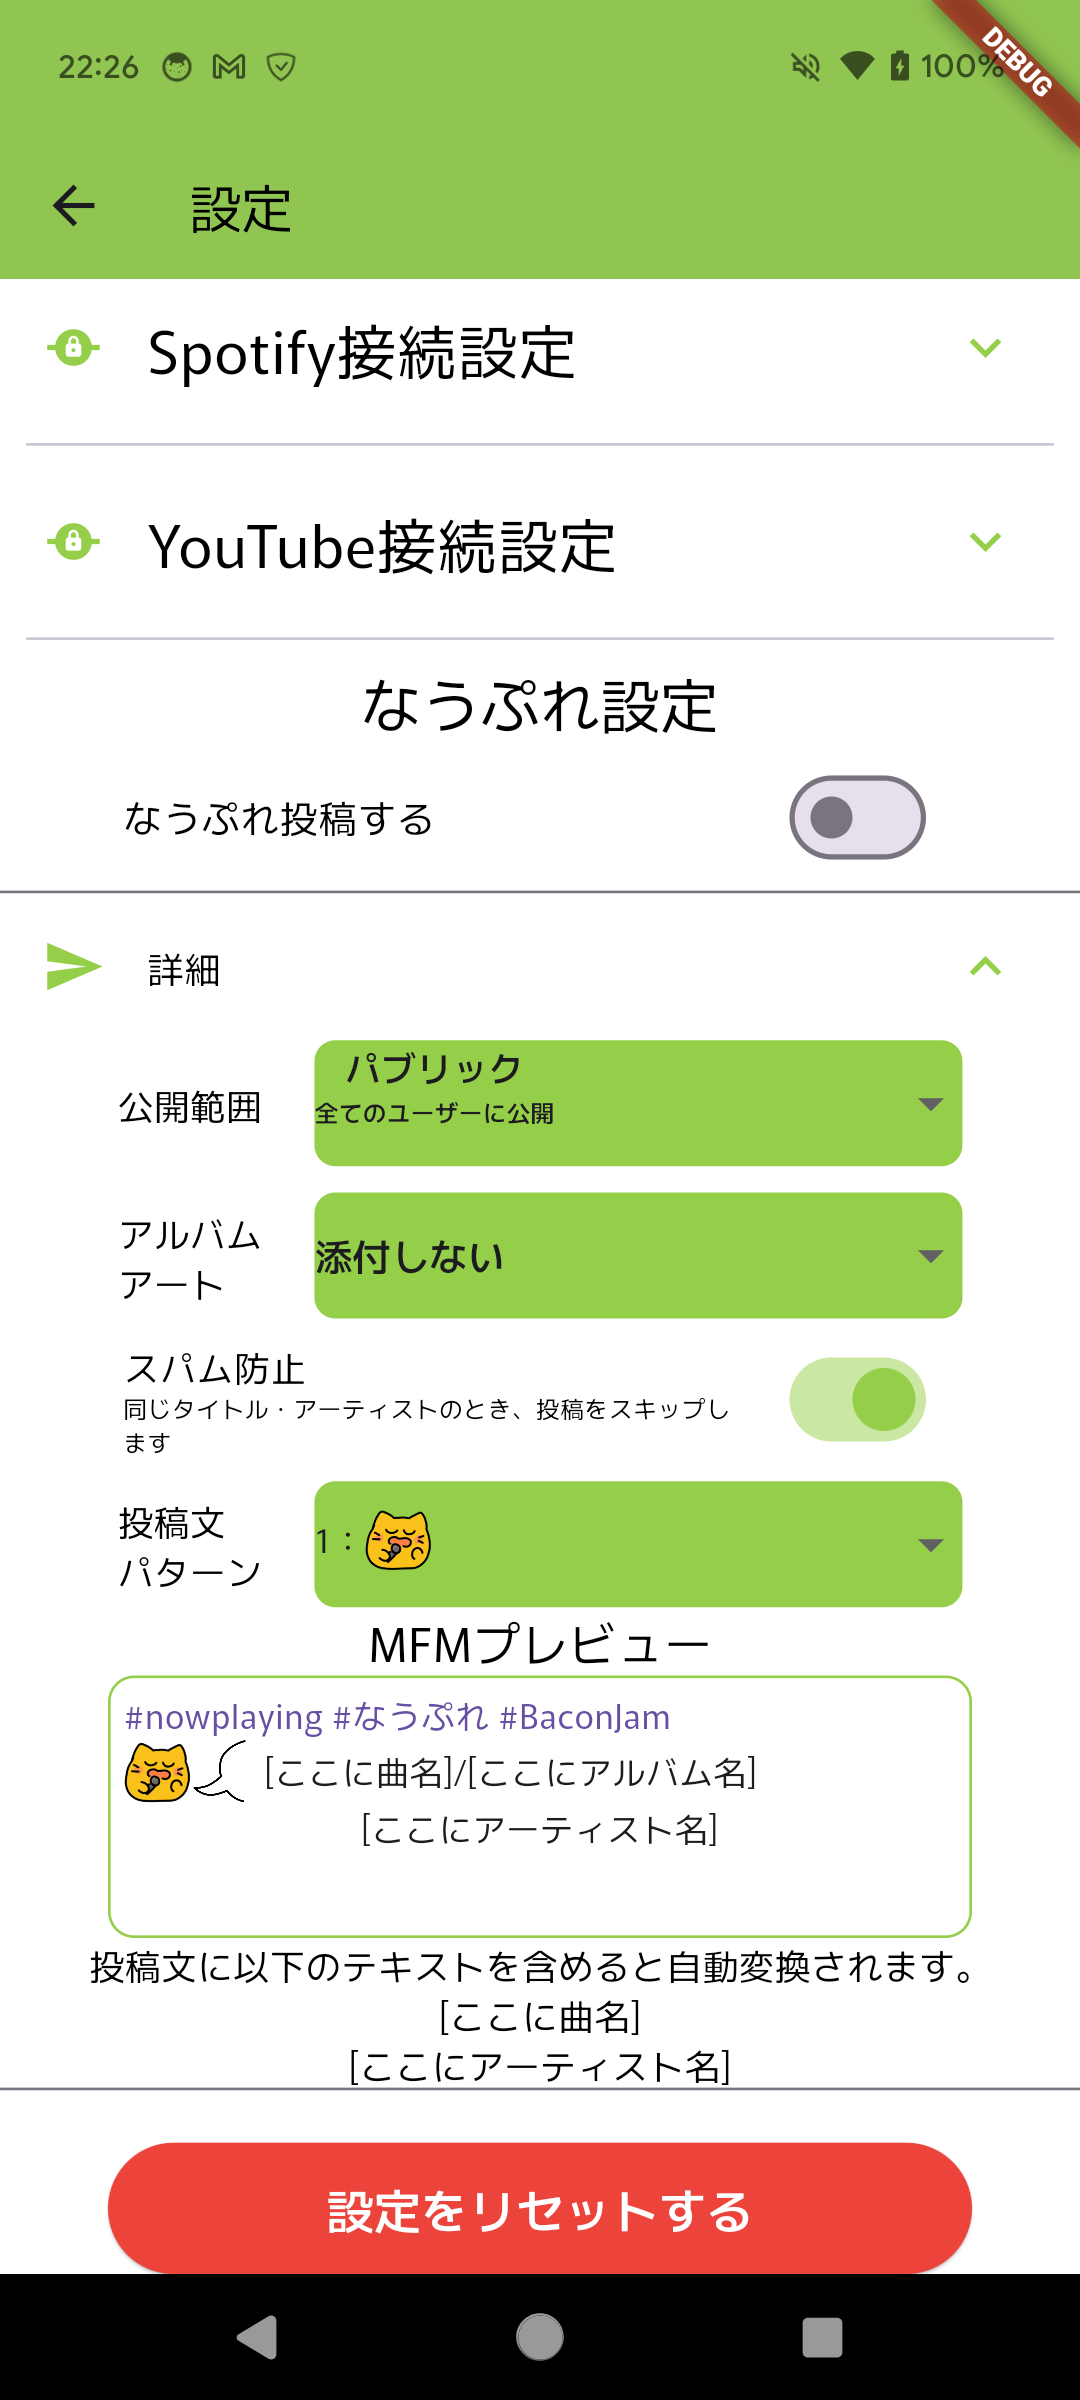 22:26
100%
DEBUG
設定
Spotify接続設定
YouTube接続設定
なうぷれ設定
なうぷれ投稿する
詳細
公開範囲
パブリック
全てのユーザーに公開
アルバム
アート
添付しない
スパム防止
同じタイトル・アーティストのとき、投稿をスキップし
ます
投稿文
パターン
1：
MFMプレビュー
#nowplaying #なうぷれ #BaconJam
[ここに曲名]/[ここにアルバム名]
[ここにアーティスト名]
投稿文に以下のテキストを含めると自動変換されます。
[ここに曲名]
[ここにアーティスト名]
設定をリセットする